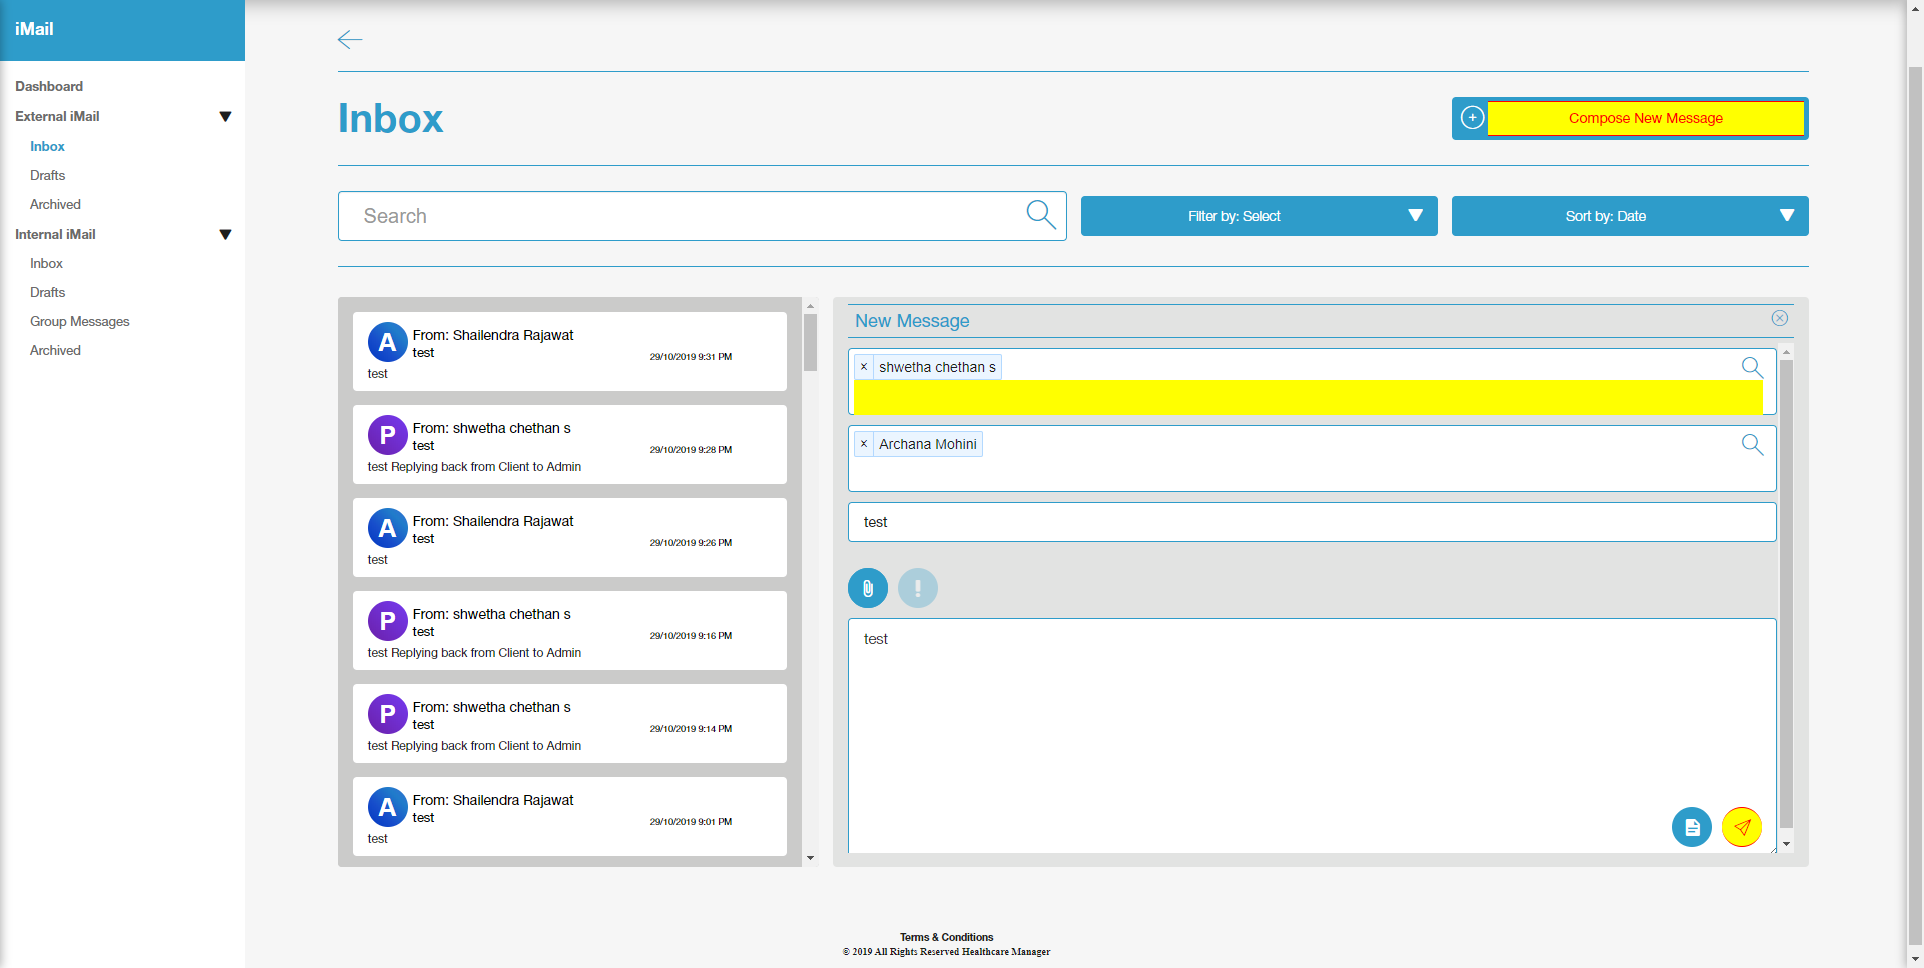 iMail
Dashboard
External iMail
Inbox
Drafts
Archived
Internal iMail
Inbox
Drafts
Group Messages
Archived
Inbox
+ Compose New Message
Search
Filter by: Select
Sort by: Date
A
From: Shailendra Rajawat
test
29/10/2019 9:31 PM
test
P
From: shwetha chethan s
test
29/10/2019 9:28 PM
test Replying back from Client to Admin
A
From: Shailendra Rajawat
test
29/10/2019 9:26 PM
test
P
From: shwetha chethan s
test
29/10/2019 9:16 PM
test Replying back from Client to Admin
P
From: shwetha chethan s
test
29/10/2019 9:14 PM
test Replying back from Client to Admin
A
From: Shailendra Rajawat
test
29/10/2019 9:01 PM
test
New Message
× shwetha chethan s
× Archana Mohini
test
!
test
Terms & Conditions
© 2019 All Rights Reserved Healthcare Manager